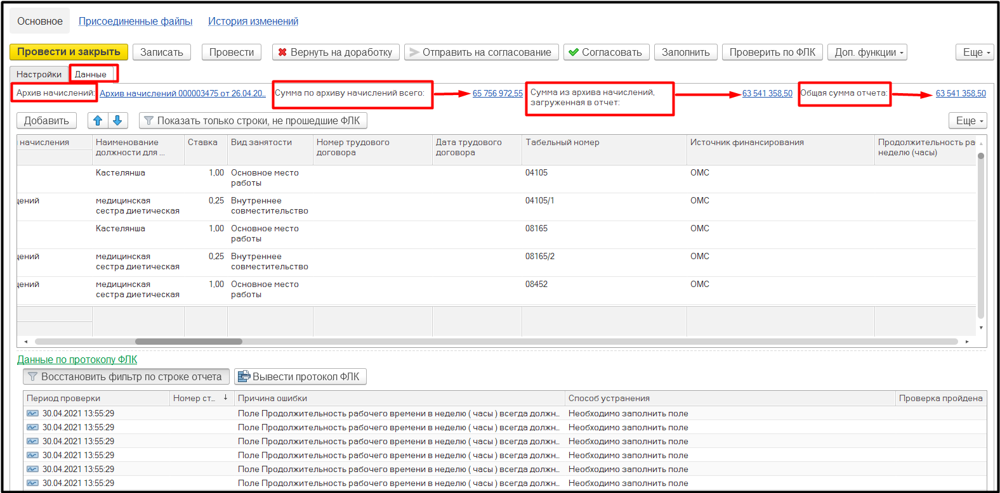 Основное Присоединенные файлы История изменений
Провести и закрыть Записать Провести Вернуть на доработку Отправить на согласование Согласовать Заполнить Проверить по ФЛК Доп. функции Еще
Настройки Данные
Архив начислений: Архив начислений 000003475 от 26.04.20... Сумма по архиву начислений всего: 65 756 972,55 Сумма из архива начислений, 63 541 358,50 Общая сумма отчета: 63 541 358,50
загруженная в отчет:
Добавить Показать только строки, не прошедшие ФЛК Еще
начисления Наименование Ставка Вид занятости Номер трудового Дата трудового Табельный номер Источник финансирования Продолжительность ра
должности для ... договора договора неделю (часы)
Кастелянша 1,00 Основное место 04105 ОМС
работы
цений медицинская 0,25 Внутреннее 04105/1 ОМС
сестра диетическая совместительство
Кастелянша 1,00 Основное место 08165 ОМС
работы
цений медицинская 0,25 Внутреннее 08165/2 ОМС
сестра диетическая совместительство
цений медицинская 1,00 Основное место 08452 ОМС
сестра диетическая работы
Данные по протоколу ФЛК
Восстановить фильтр по строке отчета Вывести протокол ФЛК
Период проверки Номер ст... Причина ошибки Способ устранения Проверка пройдена
30.04.2021 13:55:29 Поле Продолжительность рабочего времени в неделю ( часы ) всегда должн... Необходимо заполнить поле
30.04.2021 13:55:29 Поле Продолжительность рабочего времени в неделю ( часы ) всегда должн... Необходимо заполнить поле
30.04.2021 13:55:29 Поле Продолжительность рабочего времени в неделю ( часы ) всегда должн... Необходимо заполнить поле
30.04.2021 13:55:29 Поле Продолжительность рабочего времени в неделю ( часы ) всегда должн... Необходимо заполнить поле
30.04.2021 13:55:29 Поле Продолжительность рабочего времени в неделю ( часы ) всегда должн... Необходимо заполнить поле
30.04.2021 13:55:29 Поле Продолжительность рабочего времени в неделю ( часы ) всегда должн... Необходимо заполнить поле